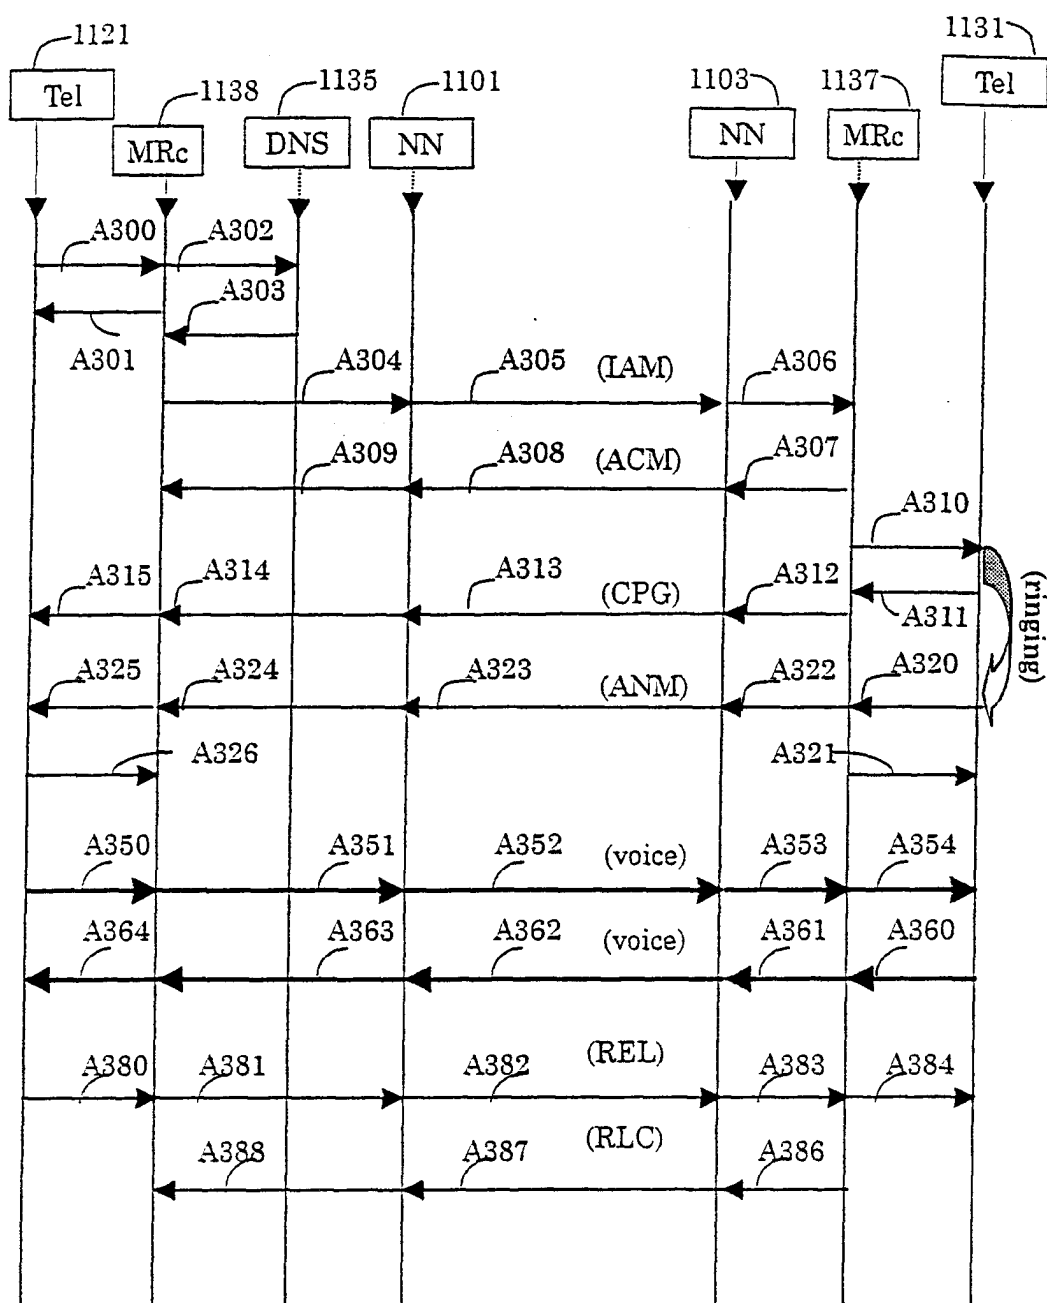 1121
1131
1138
1135
1101
1103
1137
Tel
Tel
MRc
DNS
NN
NN
MRc
A300
A302
A303
A301
A304
A305
(IAM)
A306
A309
A308
(ACM)
A307
A310
A315
A314
A313
(CPG)
A312
A311
(ringing)
A325
A324
A323
(ANM)
A322
A320
A326
A321
A350
A351
A352
(voice)
A353
A354
A364
A363
A362
(voice)
A361
A360
A380
A381
A382
(REL)
A383
A384
A388
A387
(RLC)
A386